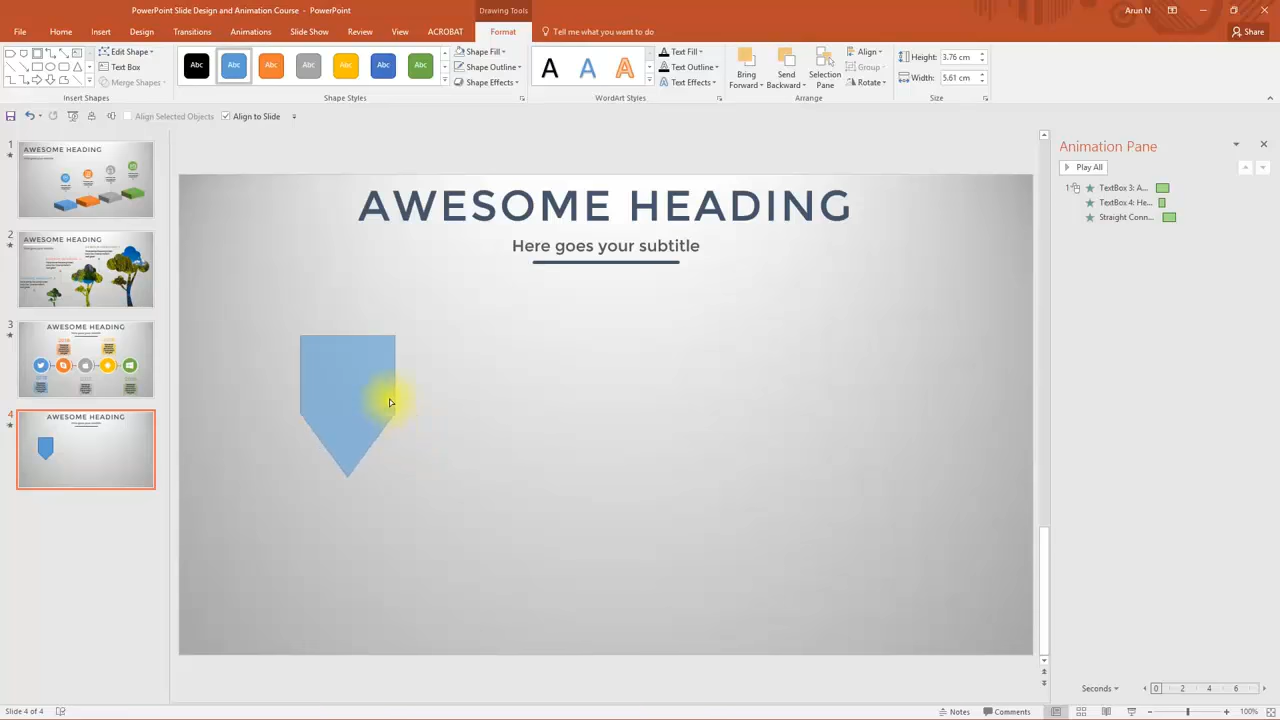 PowerPoint Slide Design and Animation Course - PowerPoint
Drawing Tools
Arun N
File Home Insert Design Transitions Animations Slide Show Review View ACROBAT Format Tell me what you want to do Share
Edit Shape
Text Box
Merge Shapes
Insert Shapes
Abc Abc Abc Abc Abc Abc Abc
Shape Fill
Shape Outline
Shape Effects
Shape Styles
A A A
Text Fill
Text Outline
Text Effects
WordArt Styles
Bring Forward
Send Backward
Selection Pane
Align
Group
Rotate
Arrange
Height: 3.76 cm
Width: 5.61 cm
Size
Align Selected Objects Align to Slide
1
AWESOME HEADING
2
AWESOME HEADING
3
AWESOME HEADING
4
AWESOME HEADING
AWESOME HEADING
Here goes your subtitle
Animation Pane
Play All
1 TextBox 3: A...
TextBox 4: He...
Straight Conn...
Seconds 0 2 4 6
Slide 4 of 4
Notes Comments 100%